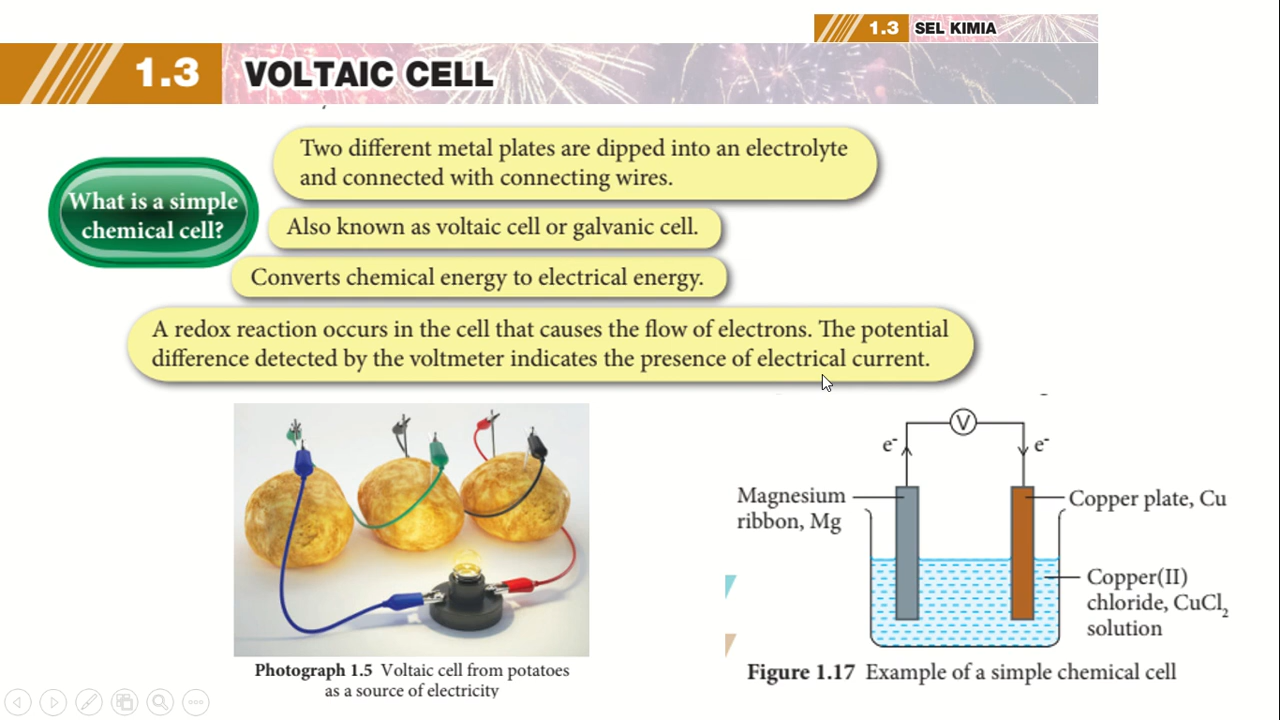 1.3 SEL KIMIA
1.3 VOLTAIC CELL
What is a simple
chemical cell?
Two different metal plates are dipped into an electrolyte
and connected with connecting wires.
Also known as voltaic cell or galvanic cell.
Converts chemical energy to electrical energy.
A redox reaction occurs in the cell that causes the flow of electrons. The potential
difference detected by the voltmeter indicates the presence of electrical current.
Photograph 1.5 Voltaic cell from potatoes
as a source of electricity
V
e⁻
e⁻
Magnesium
ribbon, Mg
Copper plate, Cu
Copper(II)
chloride, CuCl₂
solution
Figure 1.17 Example of a simple chemical cell